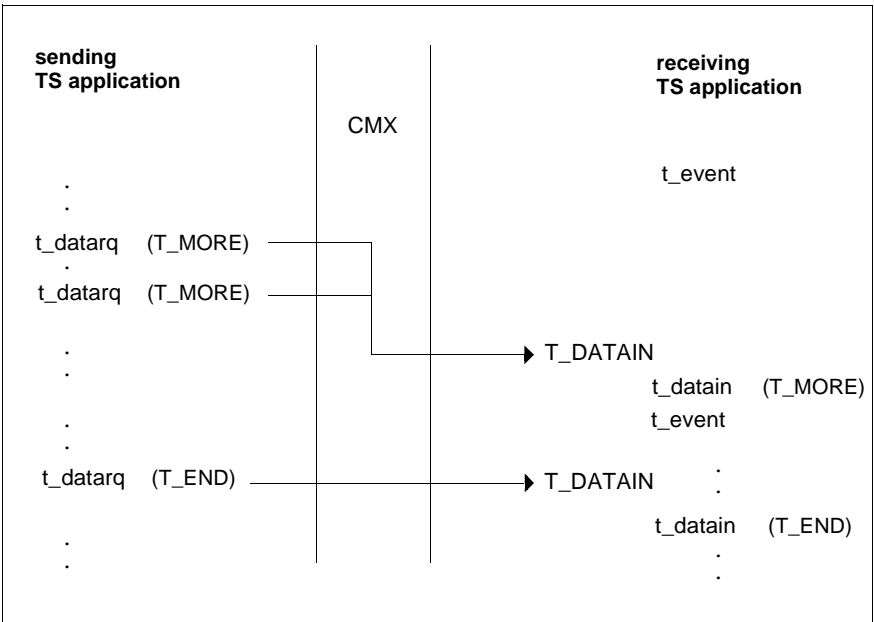 sending
TS application
receiving
TS application
CMX
t_event
.
.
t_datarq (T_MORE)
.
t_datarq (T_MORE)
.
.
T_DATAIN
t_datain (T_MORE)
t_event
.
.
t_datarq (T_END)
T_DATAIN
.
.
t_datain (T_END)
.
.
.
.